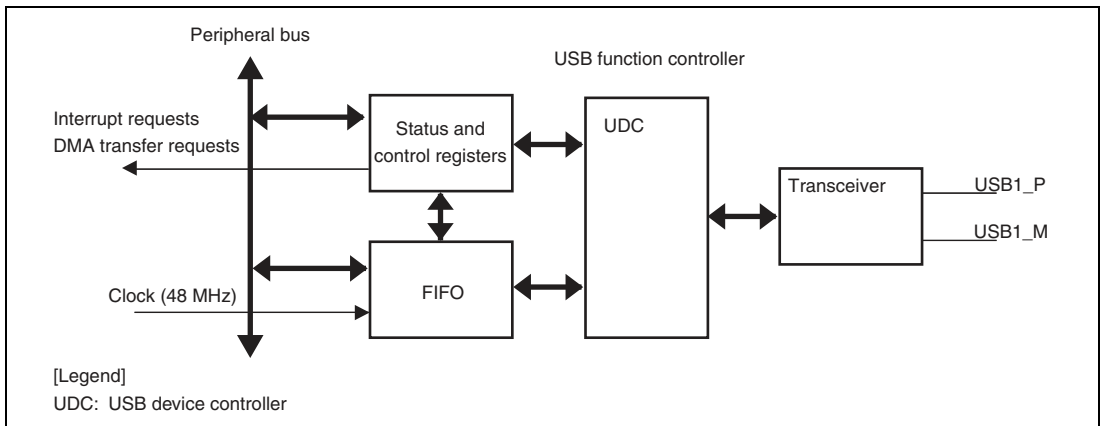 Peripheral bus
USB function controller
Interrupt requests
DMA transfer requests
Status and
control registers
UDC
Transceiver
USB1_P
USB1_M
FIFO
Clock (48 MHz)
[Legend]
UDC: USB device controller